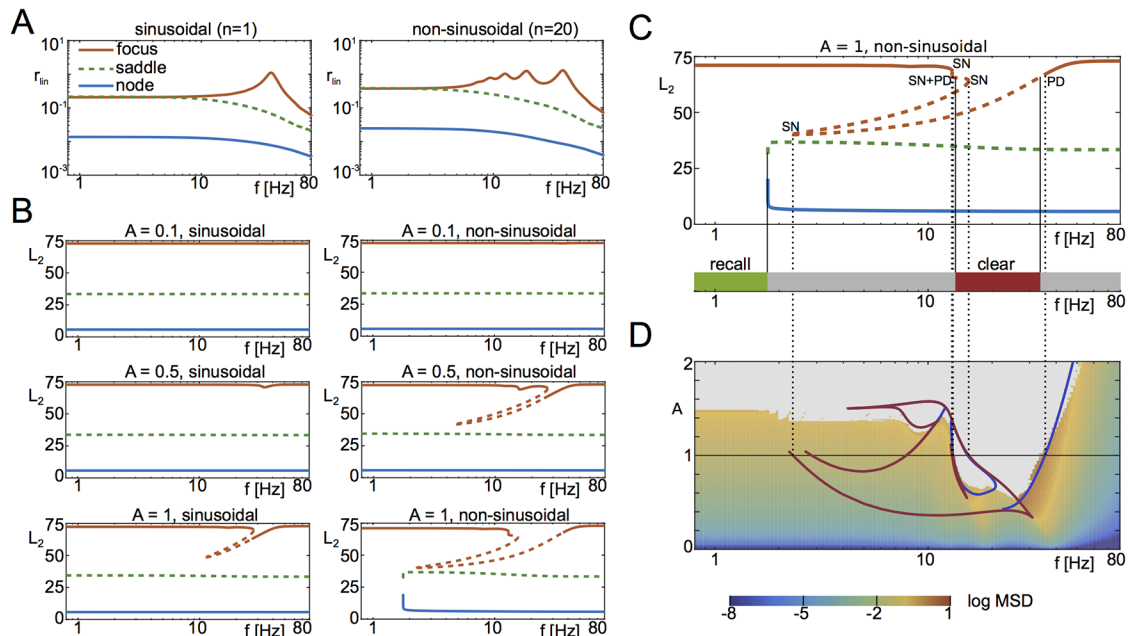 A
sinusoidal (n=1)
10¹
10⁰
r_lin
10⁻¹
10⁻³
1
10
f [Hz]
80
focus
saddle
node
non-sinusoidal (n=20)
10¹
10⁰
r_lin
10⁻¹
10⁻³
1
10
f [Hz]
80
B
A = 0.1, sinusoidal
75
L₂
50
25
0
1
10
f [Hz]
80
A = 0.1, non-sinusoidal
75
L₂
50
25
0
1
10
f [Hz]
80
A = 0.5, sinusoidal
75
L₂
50
25
0
1
10
f [Hz]
80
A = 0.5, non-sinusoidal
75
L₂
50
25
0
1
10
f [Hz]
80
A = 1, sinusoidal
75
L₂
50
25
0
1
10
f [Hz]
80
A = 1, non-sinusoidal
75
L₂
50
25
0
1
10
f [Hz]
80
C
A = 1, non-sinusoidal
75
L₂
50
25
0
SN
SN+PD
SN
PD
SN
1
10
f [Hz]
80
recall
clear
1
10
f [Hz]
80
D
2
A
1
0
1
10
f [Hz]
80
log MSD
-8
-5
-2
1